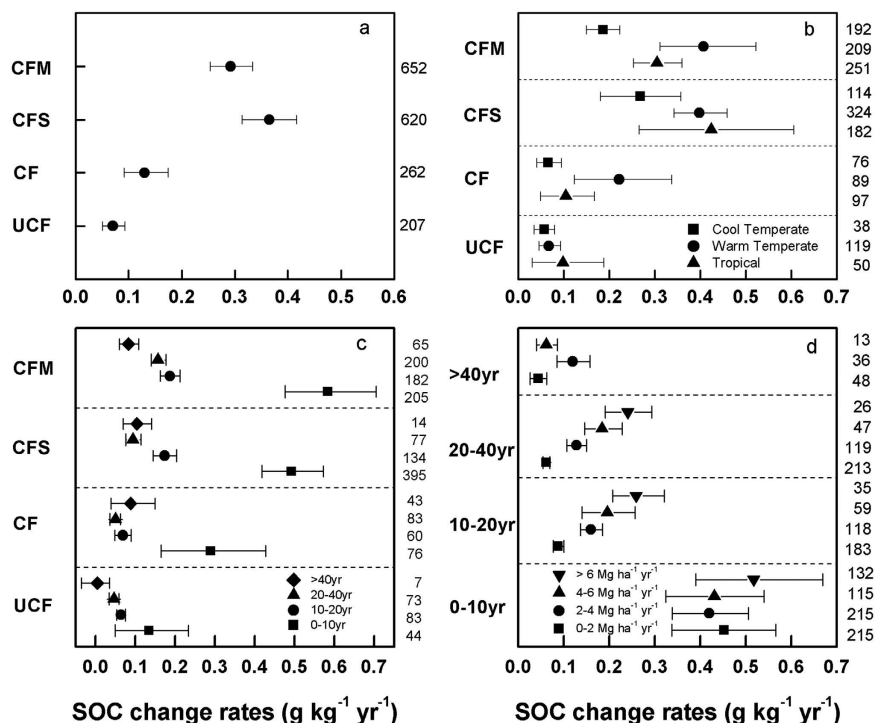 a
CFM
652
CFS
620
CF
262
UCF
207
0.0 0.1 0.2 0.3 0.4 0.5 0.6
b
192
CFM
209
251
114
CFS
324
182
76
CF
89
97
38
UCF
119
50
Cool Temperate
Warm Temperate
Tropical
0.0 0.1 0.2 0.3 0.4 0.5 0.6 0.7
c
65
CFM
200
182
205
14
CFS
77
134
395
43
CF
83
60
76
7
UCF
73
83
44
>40yr
20-40yr
10-20yr
0-10yr
0.0 0.1 0.2 0.3 0.4 0.5 0.6 0.7
SOC change rates (g kg⁻¹ yr⁻¹)
d
13
>40yr
36
48
26
47
20-40yr
119
213
35
59
10-20yr
118
183
132
115
0-10yr
215
215
> 6 Mg ha⁻¹ yr⁻¹
4-6 Mg ha⁻¹ yr⁻¹
2-4 Mg ha⁻¹ yr⁻¹
0-2 Mg ha⁻¹ yr⁻¹
0.0 0.1 0.2 0.3 0.4 0.5 0.6 0.7
SOC change rates (g kg⁻¹ yr⁻¹)